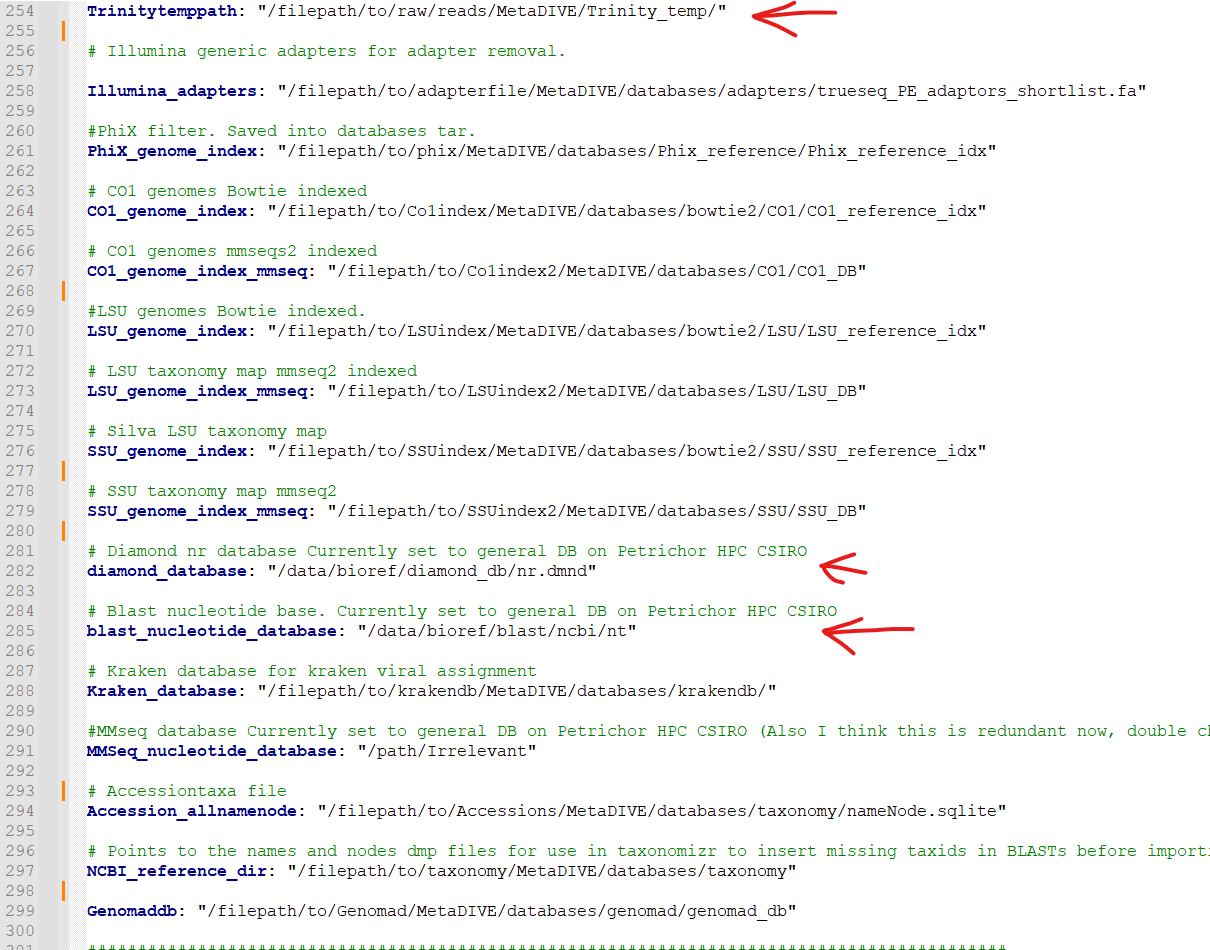 254 Trinitytemppath: "/filepath/to/raw/reads/MetaDIVE/Trinity_temp/"
255
256 # Illumina generic adapters for adapter removal.
257
258 Illumina_adapters: "/filepath/to/adapterfile/MetaDIVE/databases/adapters/trueseq_PE_adaptors_shortlist.fa"
259
260 #PhiX filter. Saved into databases tar.
261 PhiX_genome_index: "/filepath/to/phix/MetaDIVE/databases/Phix_reference/Phix_reference_idx"
262
263 # CO1 genomes Bowtie indexed
264 CO1_genome_index: "/filepath/to/Co1index/MetaDIVE/databases/bowtie2/CO1/CO1_reference_idx"
265
266 # CO1 genomes mmseqs2 indexed
267 CO1_genome_index_mmseq: "/filepath/to/Co1index2/MetaDIVE/databases/CO1/CO1_DB"
268
269 #LSU genomes Bowtie indexed.
270 LSU_genome_index: "/filepath/to/LSUindex/MetaDIVE/databases/bowtie2/LSU/LSU_reference_idx"
271
272 # LSU taxonomy map mmseq2 indexed
273 LSU_genome_index_mmseq: "/filepath/to/LSUindex2/MetaDIVE/databases/LSU/LSU_DB"
274
275 # Silva LSU taxonomy map
276 SSU_genome_index: "/filepath/to/SSUindex/MetaDIVE/databases/bowtie2/SSU/SSU_reference_idx"
277
278 # SSU taxonomy map mmseq2
279 SSU_genome_index_mmseq: "/filepath/to/SSUindex2/MetaDIVE/databases/SSU/SSU_DB"
280
281 # Diamond nr database Currently set to general DB on Petrichor HPC CSIRO
282 diamond_database: "/data/bioref/diamond_db/nr.dmnd"
283
284 # Blast nucleotide base. Currently set to general DB on Petrichor HPC CSIRO
285 blast_nucleotide_database: "/data/bioref/blast/ncbi/nt"
286
287 # Kraken database for kraken viral assignment
288 Kraken_database: "/filepath/to/krakendb/MetaDIVE/databases/krakendb/"
289
290 #MMseq database Currently set to general DB on Petrichor HPC CSIRO (Also I think this is redundant now, double
291 MMSeq_nucleotide_database: "/path/Irrelevant"
292
293 # Accessiontaxa file
294 Accession_allnamenode: "/filepath/to/Accessions/MetaDIVE/databases/taxonomy/nameNode.sqlite"
295
296 # Points to the names and nodes dmp files for use in taxonomizr to insert missing taxids in BLASTs before
297 NCBI_reference_dir: "/filepath/to/taxonomy/MetaDIVE/databases/taxonomy"
298
299 Genomaddb: "/filepath/to/Genomad/MetaDIVE/databases/genomad/genomad_db"
300